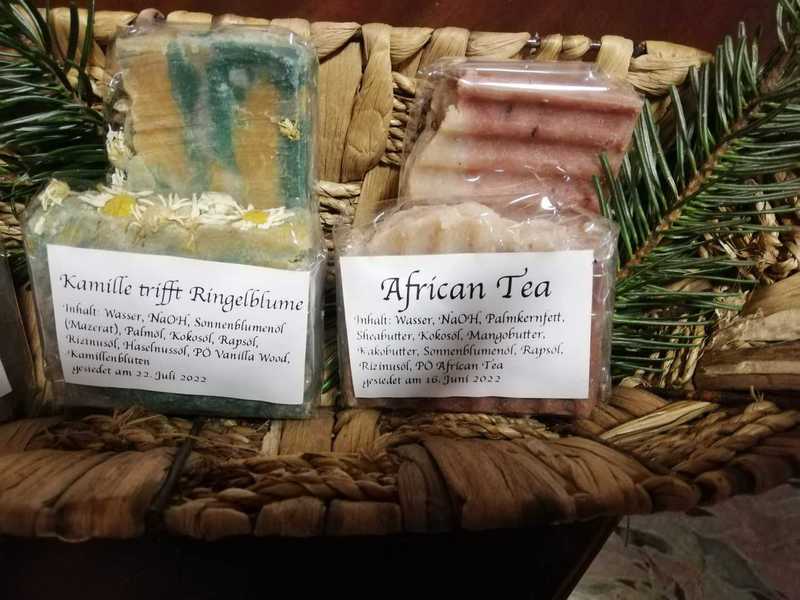 Kamille trifft Ringelblume
Inhalt: Wasser, NaOH, Sonnenblumenöl
(Mazerat), Palmöl, Kokosöl, Rapsöl,
Rizinusöl, Haselnussöl, PÖ Vanilla Wood,
Kamillenblüten
gesiedet am 22. Juli 2022
African Tea
Inhalt: Wasser, NaOH, Palmkernfett,
Sheabutter, Kokosöl, Mangobutter,
Kakobutter, Sonnenblumenöl, Rapsöl,
Rizinusöl, PÖ African Tea
gesiedet am 16. Juni 2022